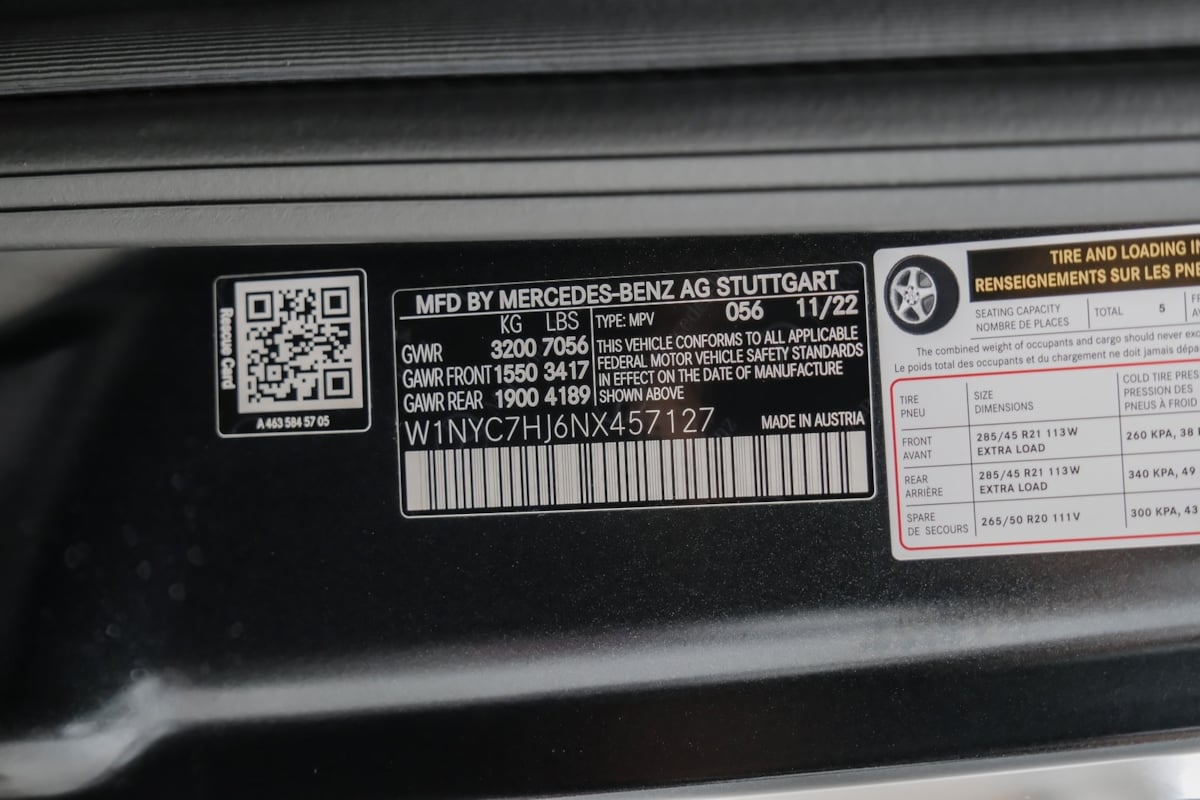 Rescue Card
A 463 584 57 05
MFD BY MERCEDES-BENZ AG STUTTGART
KG LBS
GVWR 3200 7056
GAWR FRONT 1550 3417
GAWR REAR 1900 4189
TYPE: MPV 056 11/22
THIS VEHICLE CONFORMS TO ALL APPLICABLE
FEDERAL MOTOR VEHICLE SAFETY STANDARDS
IN EFFECT ON THE DATE OF MANUFACTURE
SHOWN ABOVE
W1NYC7HJ6NX457127 MADE IN AUSTRIA
TIRE AND LOADING
RENSEIGNEMENTS SUR LES
SEATING CAPACITY
NOMBRE DE PLACES
TOTAL 5
The combined weight of occupants and cargo should never
Le poids total des occupants et du chargement ne doit jamais
TIRE
PNEU
SIZE
DIMENSIONS
COLD TIRE
PRESSION DES
PNEUS À FROID
FRONT
AVANT
285/45 R21 113W
EXTRA LOAD
260 KPA, 38
REAR
ARRIÈRE
285/45 R21 113W
EXTRA LOAD
340 KPA, 49
SPARE
DE SECOURS
265/50 R20 111V
300 KPA, 43